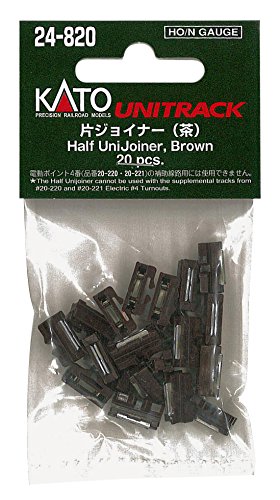 24-820
HO/N GAUGE
KATO
PRECISION RAILROAD MODELS
UNITRACK
片ジョイナー（茶）
Half UniJoiner, Brown
20 pcs.
電動ポイント4番(品番20-220・20-221)の補助線路用には使用できません。
*The Half Unijoiner cannot be used with the supplemental tracks from
#20-220 and #20-221 Electric #4 Turnouts.